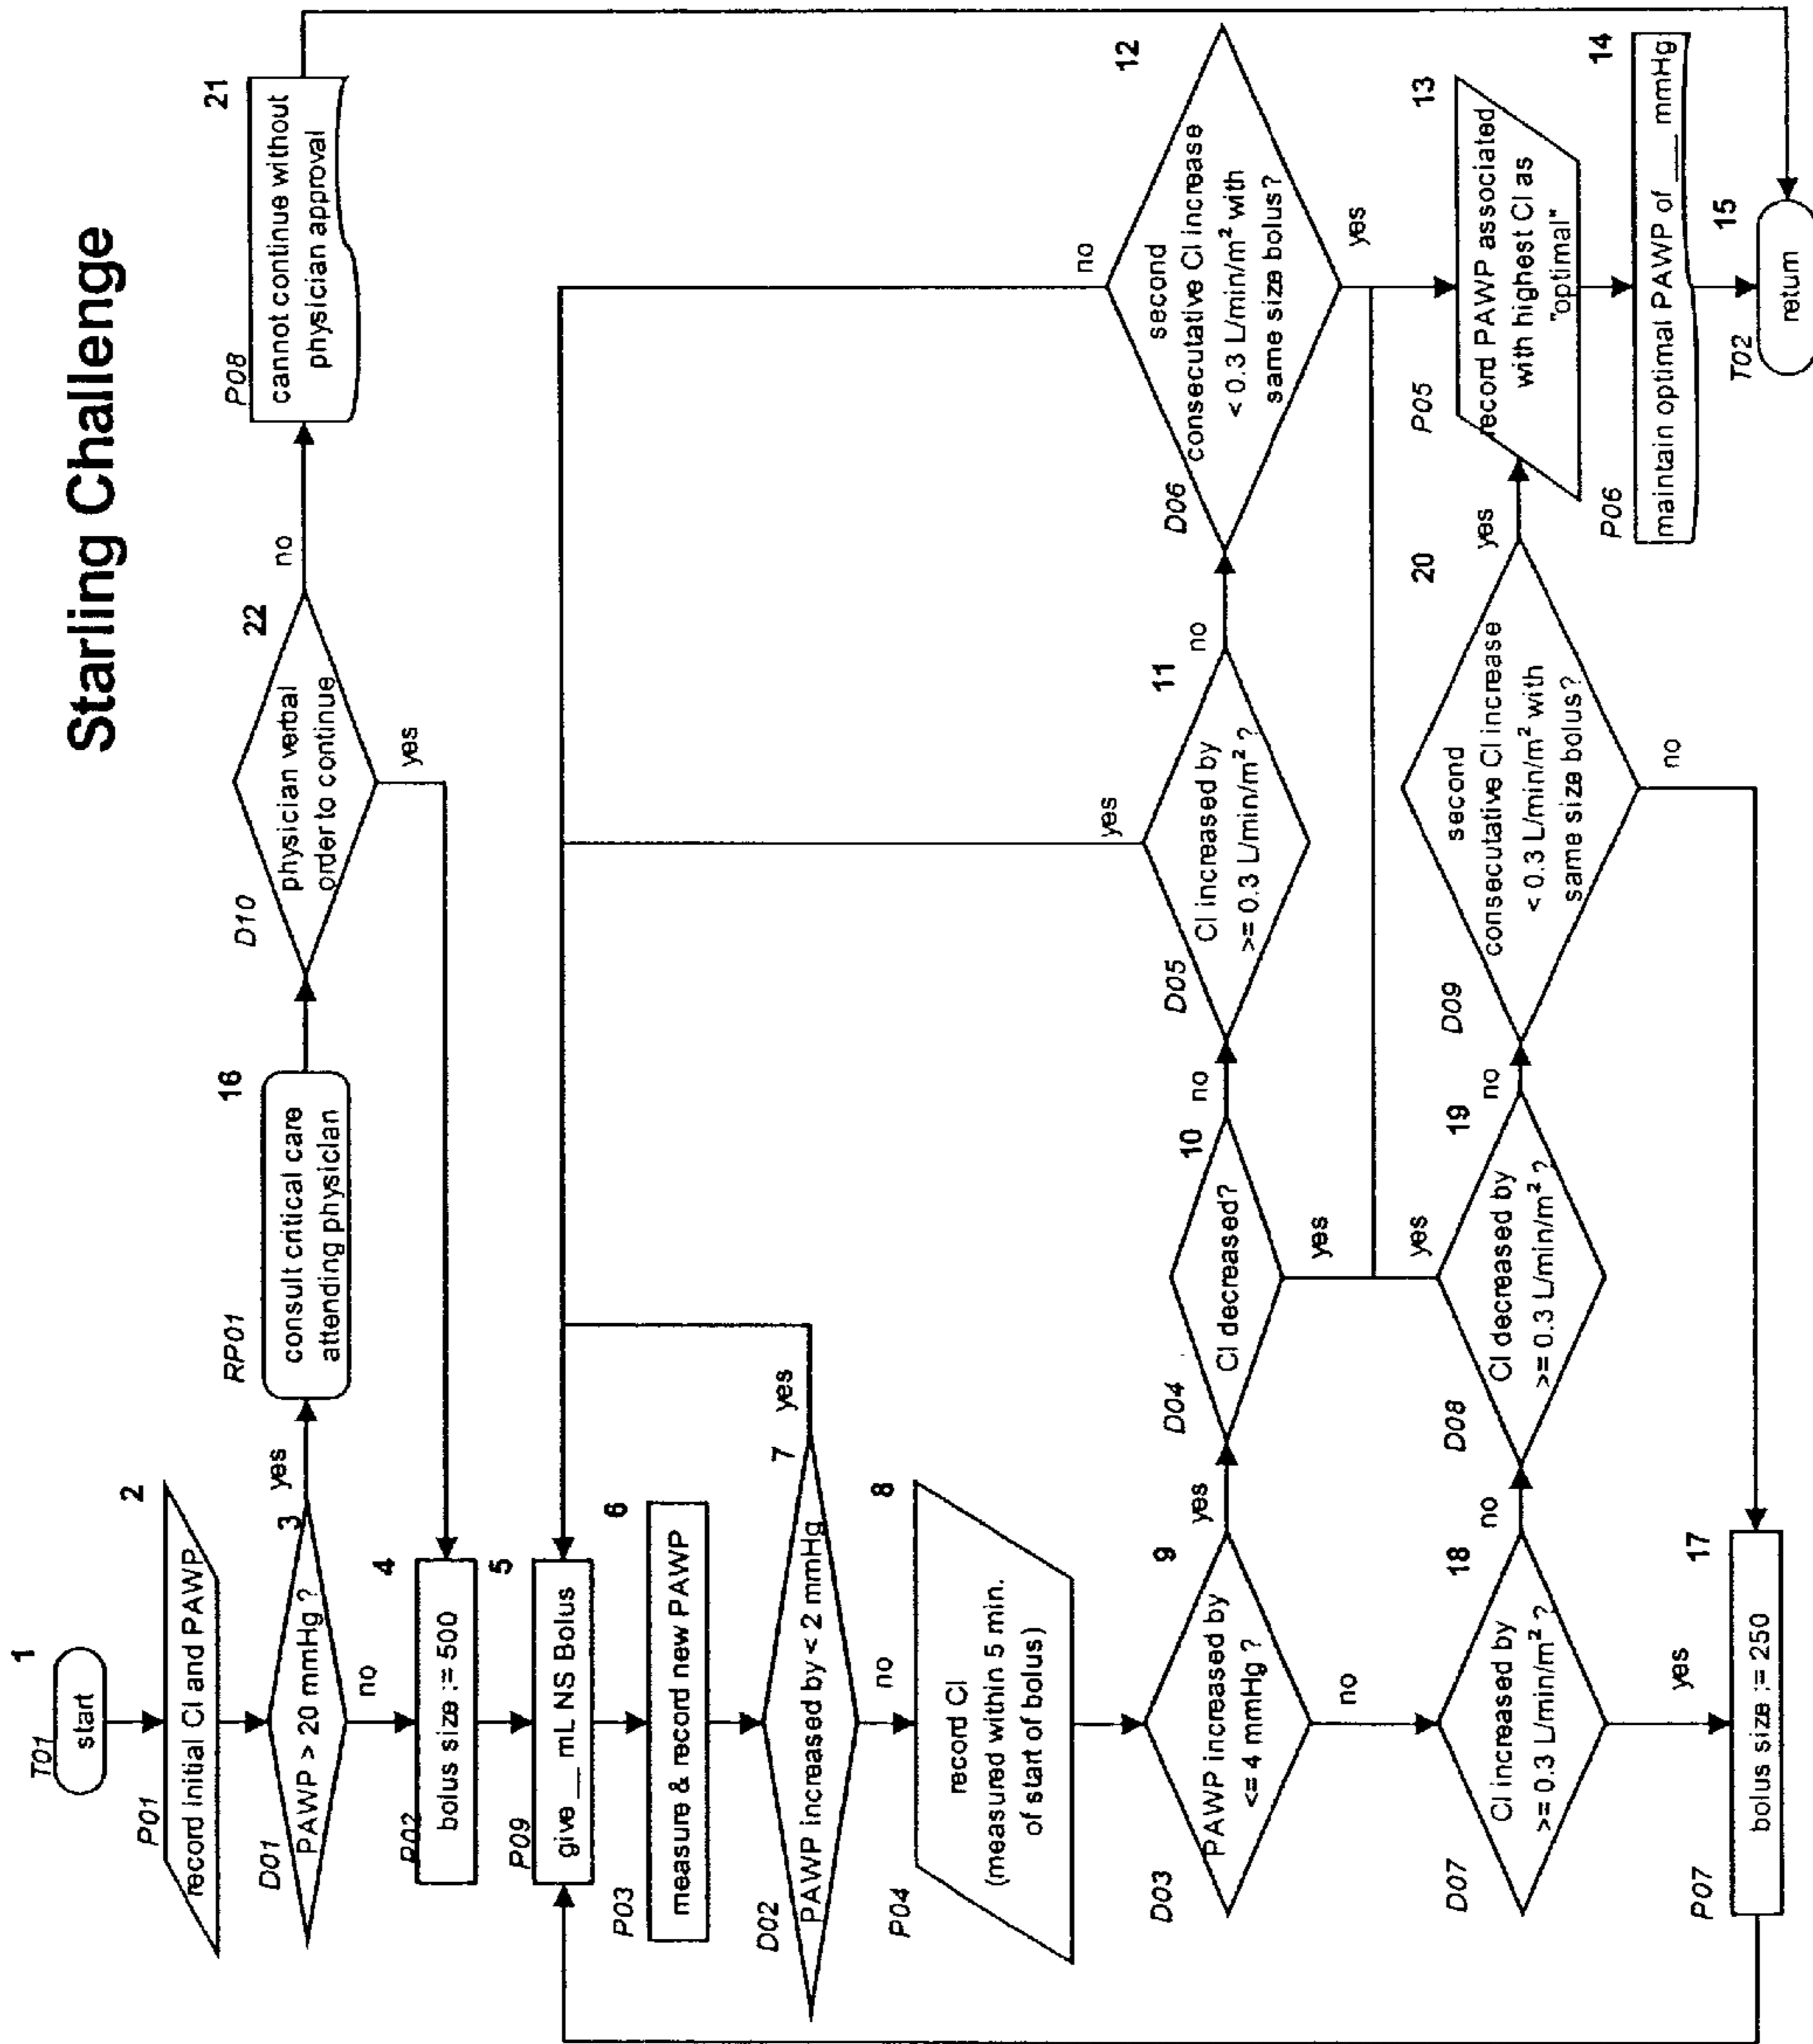 Starling Challenge
T01
1
start
P01
2
record initial CI and PAWP
D01
3
PAWP > 20 mmHg ?
yes
no
RP01
16
consult critical care
attending physician
D10
22
physician verbal
order to continue
no
yes
P08
21
cannot continue without
physician approval
P02
4
bolus size := 500
P09
5
give __ mL NS Bolus
P03
6
measure & record new PAWP
D02
7
PAWP increased by < 2 mmHg
yes
no
P04
8
record CI
(measured within 5 min.
of start of bolus)
D03
9
PAWP increased by
<= 4 mmHg ?
yes
no
D04
10
CI decreased?
no
yes
D05
11
CI increased by
>= 0.3 L/min/m² ?
yes
no
D06
12
second
consecutative CI increase
< 0.3 L/min/m² with
same size bolus?
no
yes
D07
18
CI increased by
>= 0.3 L/min/m² ?
no
yes
D08
19
CI decreased by
>= 0.3 L/min/m² ?
yes
no
D09
20
second
consecutative CI increase
< 0.3 L/min/m² with
same size bolus?
yes
no
P05
13
record PAWP associated
with highest CI as
"optimal"
P06
14
maintain optimal PAWP of __ mmHg
T02
15
return
P07
17
bolus size := 250